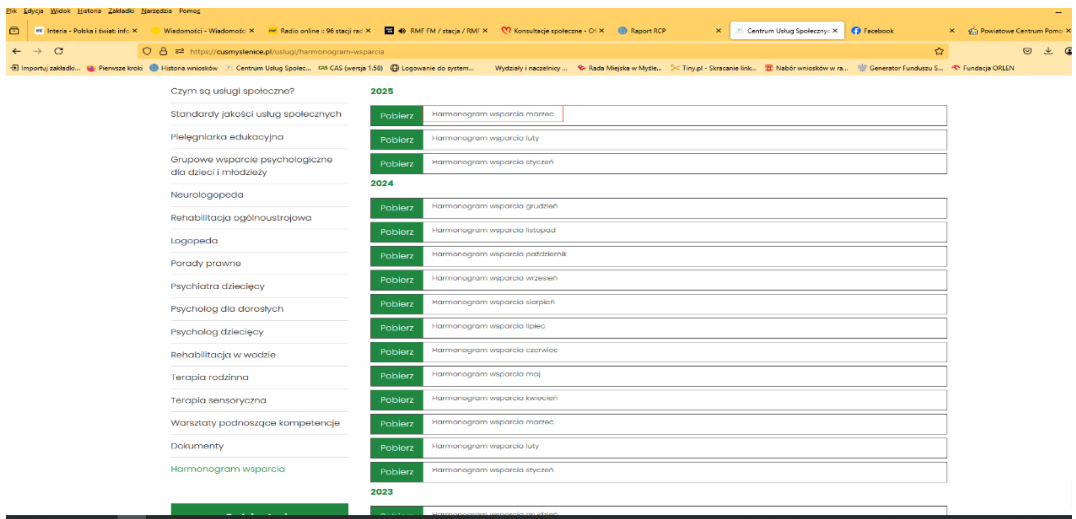 Plik Edycja Widok Historia Zakładki Narzędzia Pomoc
Interia - Polska i świat: info
Wiadomości - Wiadomośc
Radio online :: 96 stacji rad
RMF FM / stacja / RMF
Konsultacje społeczne - O!
Raport RCP
Centrum Usług Społeczny
Facebook
Powiatowe Centrum Pomo
https://cusmyslenice.pl/uslugi/harmonogram-wsparcia
Importuj zakładki...
Pierwsze kroki
Historia wniosków
Centrum Usług Społec...
CAS (wersja 1.58)
Logowanie do system...
Wydziały i naczelnicy ...
Rada Miejska w Myśle...
Tiny.pl - Skracanie link...
Nabór wniosków w ra...
Generator Funduszu S...
Fundacja ORLEN
Czym są usługi społeczne?
Standardy jakości usług społecznych
Pielęgniarka edukacyjna
Grupowe wsparcie psychologiczne
dla dzieci i młodzieży
Neurologopeda
Rehabilitacja ogólnoustrojowa
Logopeda
Porady prawne
Psychiatra dziecięcy
Psycholog dla dorosłych
Psycholog dziecięcy
Rehabilitacja w wodzie
Terapia rodzinna
Terapia sensoryczna
Warsztaty podnoszące kompetencje
Dokumenty
Harmonogram wsparcia
2025
Pobierz Harmonogram wsparcia marzec
Pobierz Harmonogram wsparcia luty
Pobierz Harmonogram wsparcia styczeń
2024
Pobierz Harmonogram wsparcia grudzień
Pobierz Harmonogram wsparcia listopad
Pobierz Harmonogram wsparcia październik
Pobierz Harmonogram wsparcia wrzesień
Pobierz Harmonogram wsparcia sierpień
Pobierz Harmonogram wsparcia lipiec
Pobierz Harmonogram wsparcia czerwiec
Pobierz Harmonogram wsparcia maj
Pobierz Harmonogram wsparcia kwiecień
Pobierz Harmonogram wsparcia marzec
Pobierz Harmonogram wsparcia luty
Pobierz Harmonogram wsparcia styczeń
2023
Harmonogram wsparcia grudzień